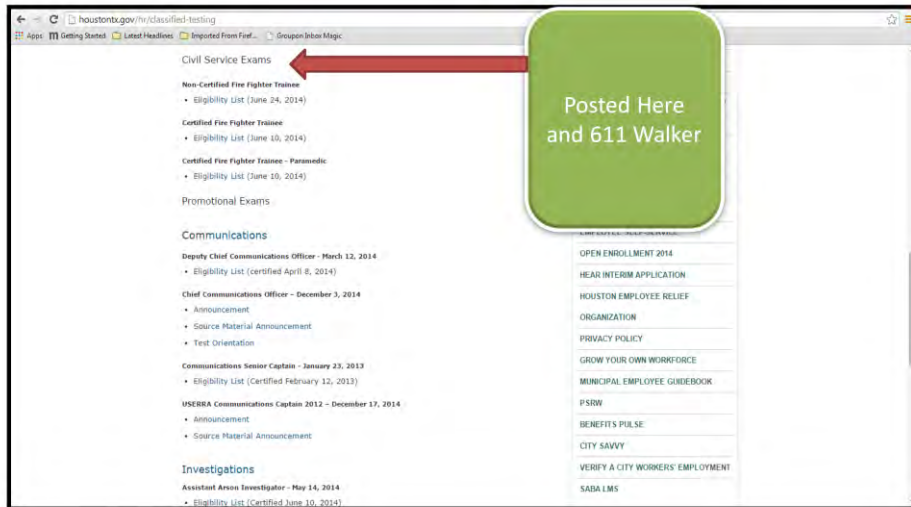 houstontx.gov/hr/classified-testing
Apps Getting Started Latest Headlines Imported From Firef... Groupon Inbox Magic
Civil Service Exams
Non-Certified Fire Fighter Trainee
• Eligibility List (June 24, 2014)
Certified Fire Fighter Trainee
• Eligibility List (June 10, 2014)
Certified Fire Fighter Trainee - Paramedic
• Eligibility List (June 10, 2014)
Promotional Exams
Communications
Deputy Chief Communications Officer - March 12, 2014
• Eligibility List (certified April 8, 2014)
Chief Communications Officer – December 3, 2014
• Announcement
• Source Material Announcement
• Test Orientation
Communications Senior Captain - January 23, 2013
• Eligibility List (Certified February 12, 2013)
USERRA Communications Captain 2012 – December 17, 2014
• Announcement
• Source Material Announcement
Investigations
Assistant Arson Investigator - May 14, 2014
• Eligibility List (Certified June 10, 2014)
Posted Here
and 611 Walker
EMPLOYEE SELF-SERVICE
OPEN ENROLLMENT 2014
HEAR INTERIM APPLICATION
HOUSTON EMPLOYEE RELIEF
ORGANIZATION
PRIVACY POLICY
GROW YOUR OWN WORKFORCE
MUNICIPAL EMPLOYEE GUIDEBOOK
PSRW
BENEFITS PULSE
CITY SAVVY
VERIFY A CITY WORKERS' EMPLOYMENT
SABA LMS